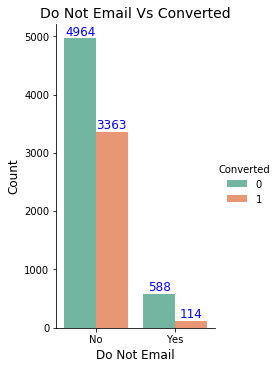 Do Not Email Vs Converted
5000
4000
3000
2000
1000
0
Count
4964
3363
588
114
No
Yes
Do Not Email
Converted
0
1